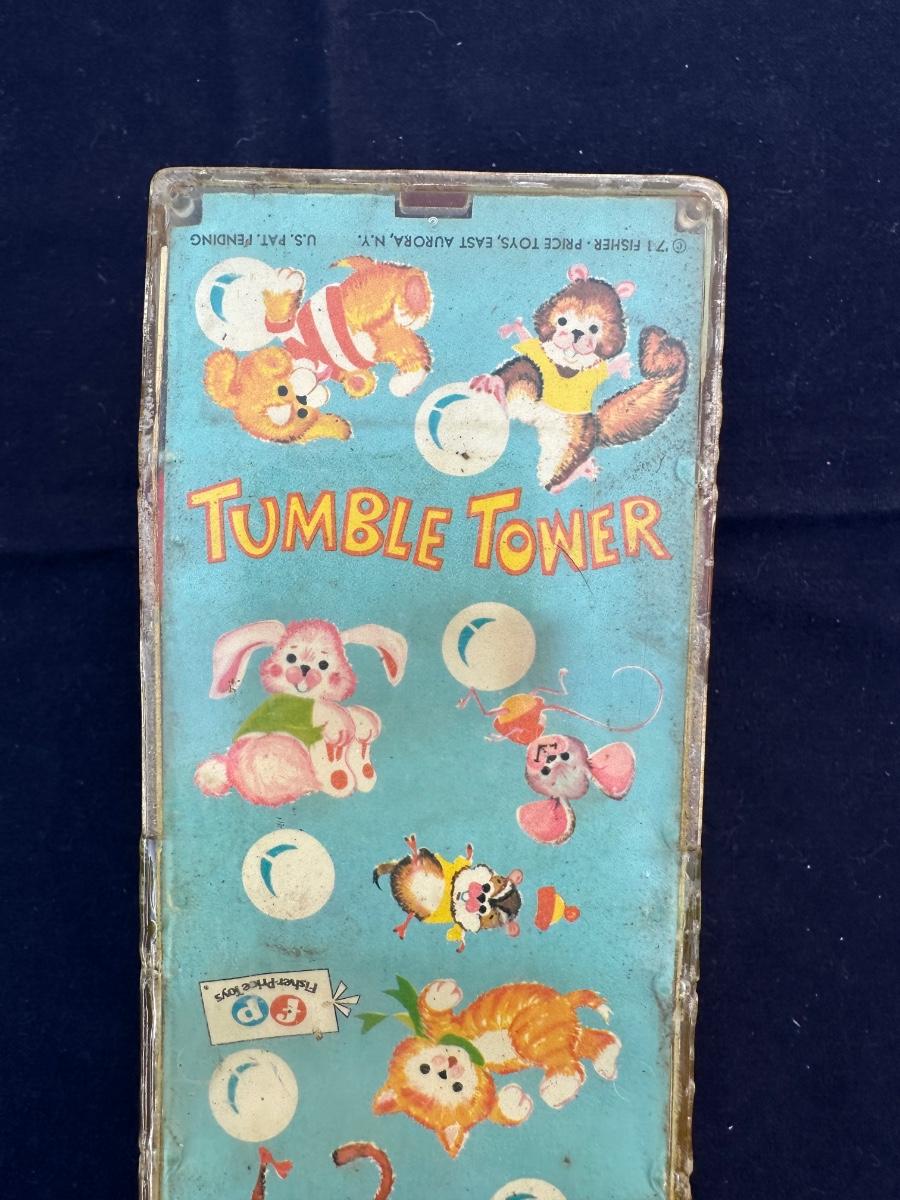 © '71 FISHER-PRICE TOYS, EAST AURORA, N.Y. U.S. PAT. PENDING
TUMBLE TOWER
FP
Fisher-Price Toys